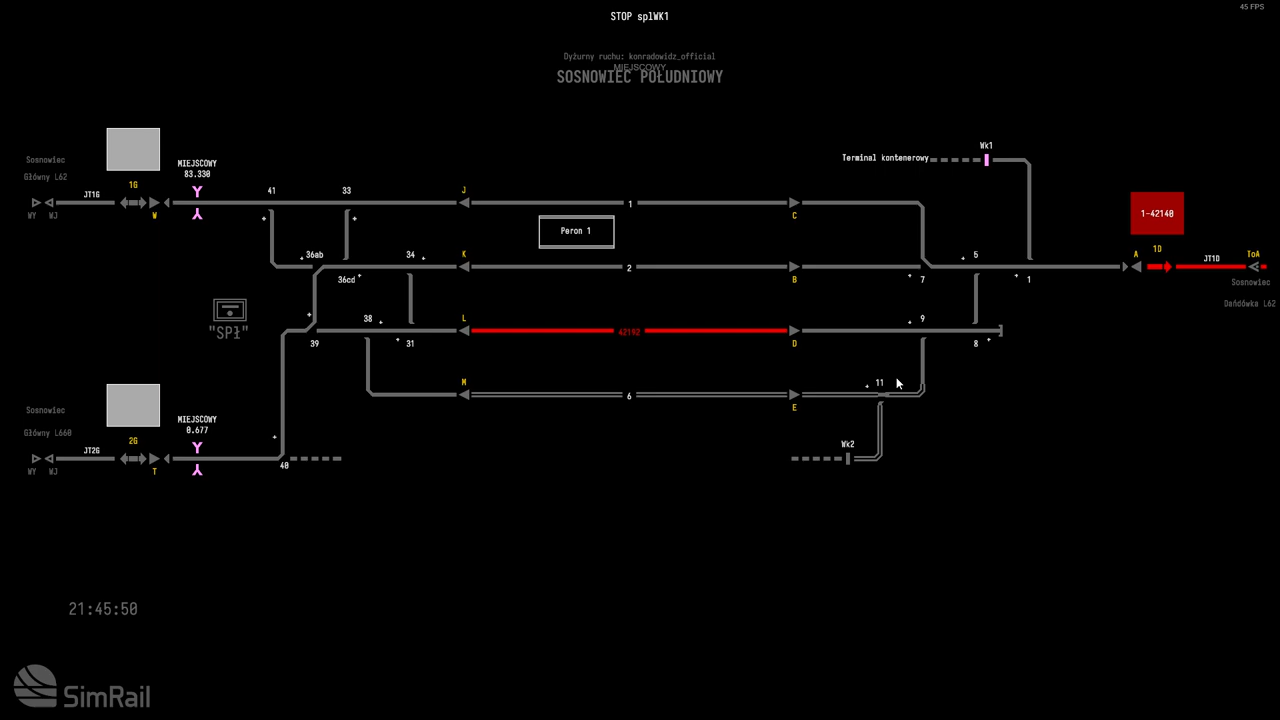 45 FPS
STOP splWK1
Dyżurny ruchu: konradowidz_official
MIEJSCOWY
SOSNOWIEC POŁUDNIOWY
Wk1
Terminal kontenerowy
Sosnowiec
Główny L62
MIEJSCOWY
83.330
1G
JT1G
WY WJ
W
41
33
J
1
C
1-42140
Peron 1
36ab
34
K
2
B
5
A
1D
JT1D
ToA
36cd
7
1
Sosnowiec
Dańdówka L62
"SPł"
38
L
42192
9
39
31
D
8
M
6
11
E
Sosnowiec
Główny L660
MIEJSCOWY
0.677
2G
JT2G
WY WJ
T
40
Wk2
21:45:50
SimRail